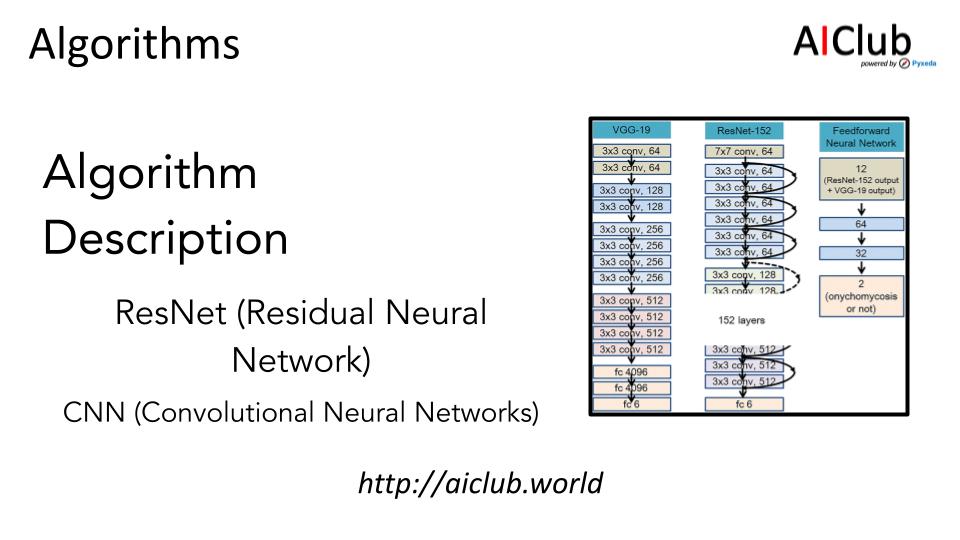 Algorithms
AIClub
powered by Pyxeda
Algorithm
Description
ResNet (Residual Neural
Network)
CNN (Convolutional Neural Networks)
VGG-19
3x3 conv, 64
3x3 conv, 64
3x3 conv, 128
3x3 conv, 128
3x3 conv, 256
3x3 conv, 256
3x3 conv, 256
3x3 conv, 256
3x3 conv, 512
3x3 conv, 512
3x3 conv, 512
3x3 conv, 512
fc 4096
fc 4096
fc 6
ResNet-152
7x7 conv, 64
3x3 conv, 64
3x3 conv, 64
3x3 conv, 64
3x3 conv, 64
3x3 conv, 64
3x3 conv, 64
3x3 conv, 128
3x3 conv, 128
152 layers
3x3 conv, 512
3x3 conv, 512
3x3 conv, 512
fc 6
Feedforward
Neural Network
12
(ResNet-152 output
+ VGG-19 output)
64
32
2
(onychomycosis
or not)
http://aiclub.world